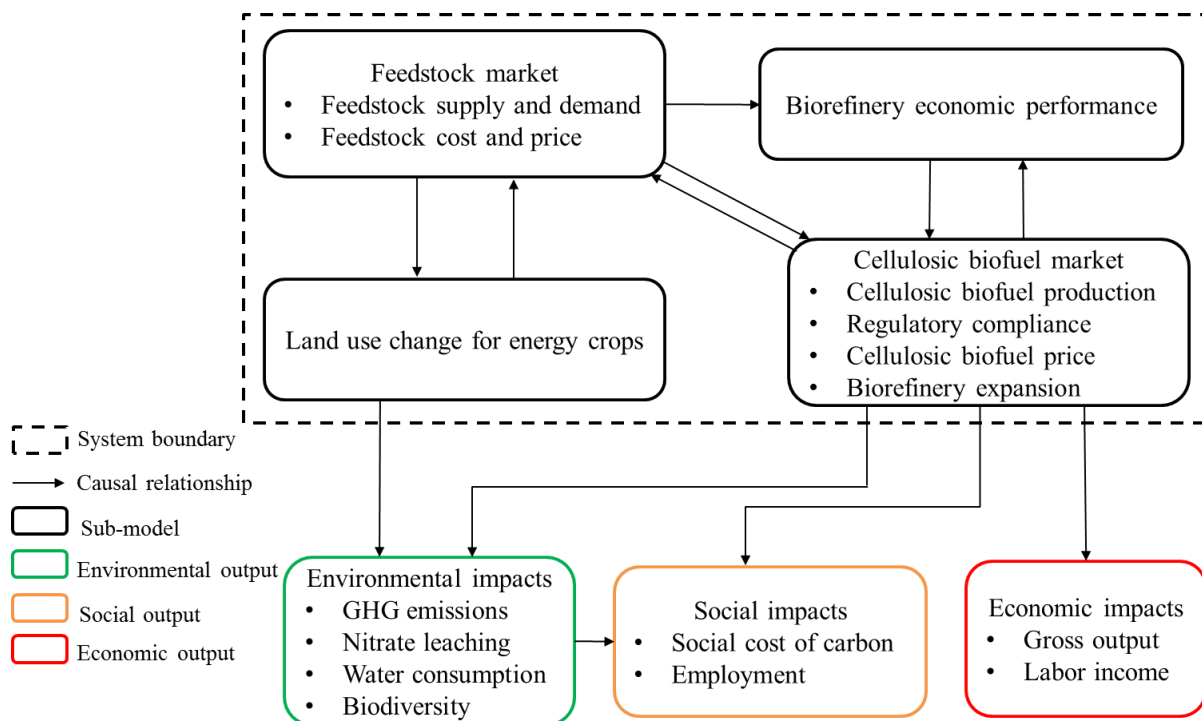 Feedstock market
• Feedstock supply and demand
• Feedstock cost and price
Biorefinery economic performance
Land use change for energy crops
Cellulosic biofuel market
• Cellulosic biofuel production
• Regulatory compliance
• Cellulosic biofuel price
• Biorefinery expansion
System boundary
Causal relationship
Sub-model
Environmental output
Social output
Economic output
Environmental impacts
• GHG emissions
• Nitrate leaching
• Water consumption
• Biodiversity
Social impacts
• Social cost of carbon
• Employment
Economic impacts
• Gross output
• Labor income